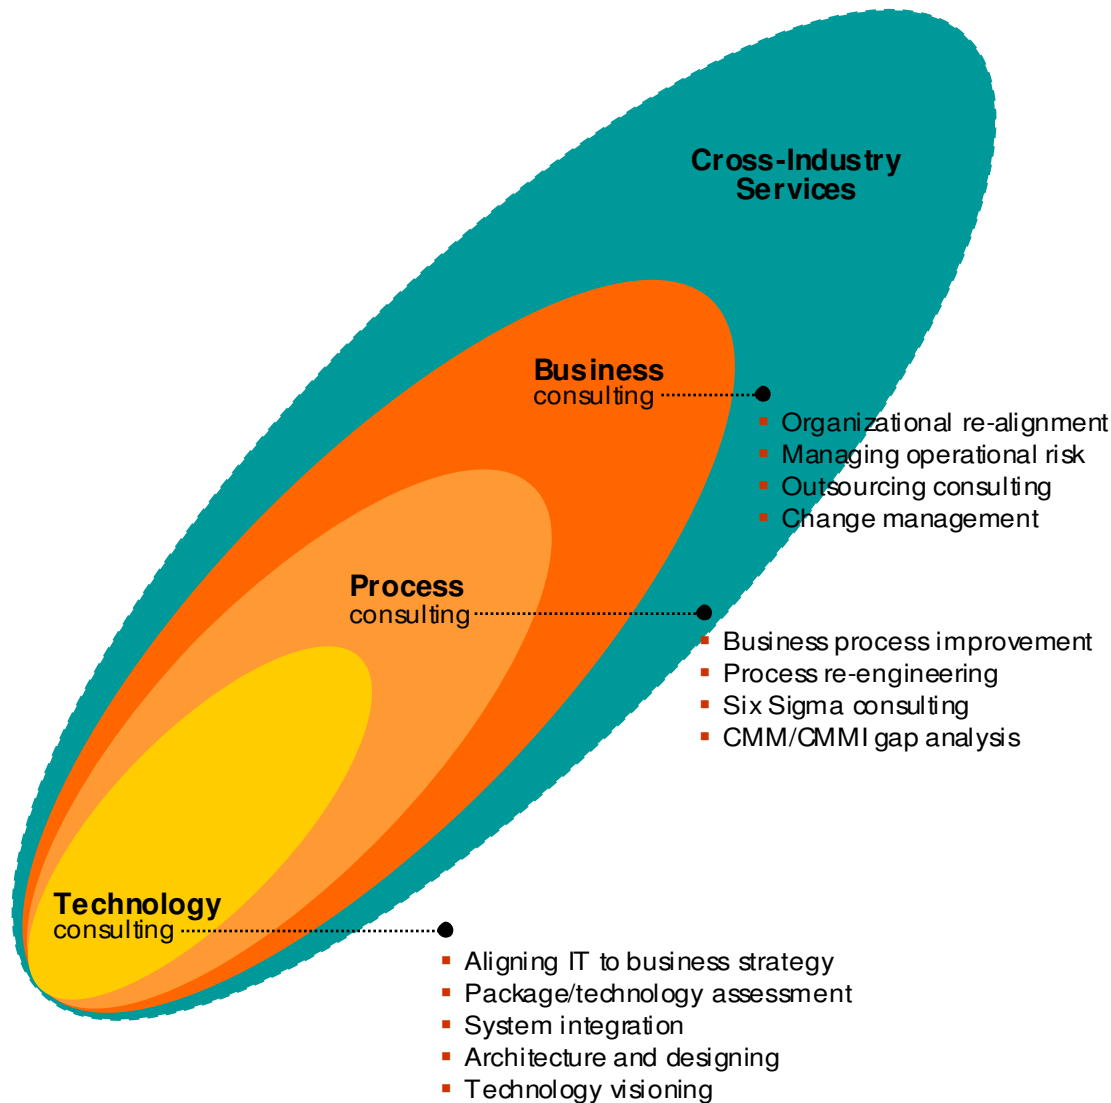 Cross-Industry
Services
Business
consulting
Organizational re-alignment
Managing operational risk
Outsourcing consulting
Change management
Process
consulting
Business process improvement
Process re-engineering
Six Sigma consulting
CMM/CMMI gap analysis
Technology
consulting
Aligning IT to business strategy
Package/technology assessment
System integration
Architecture and designing
Technology visioning